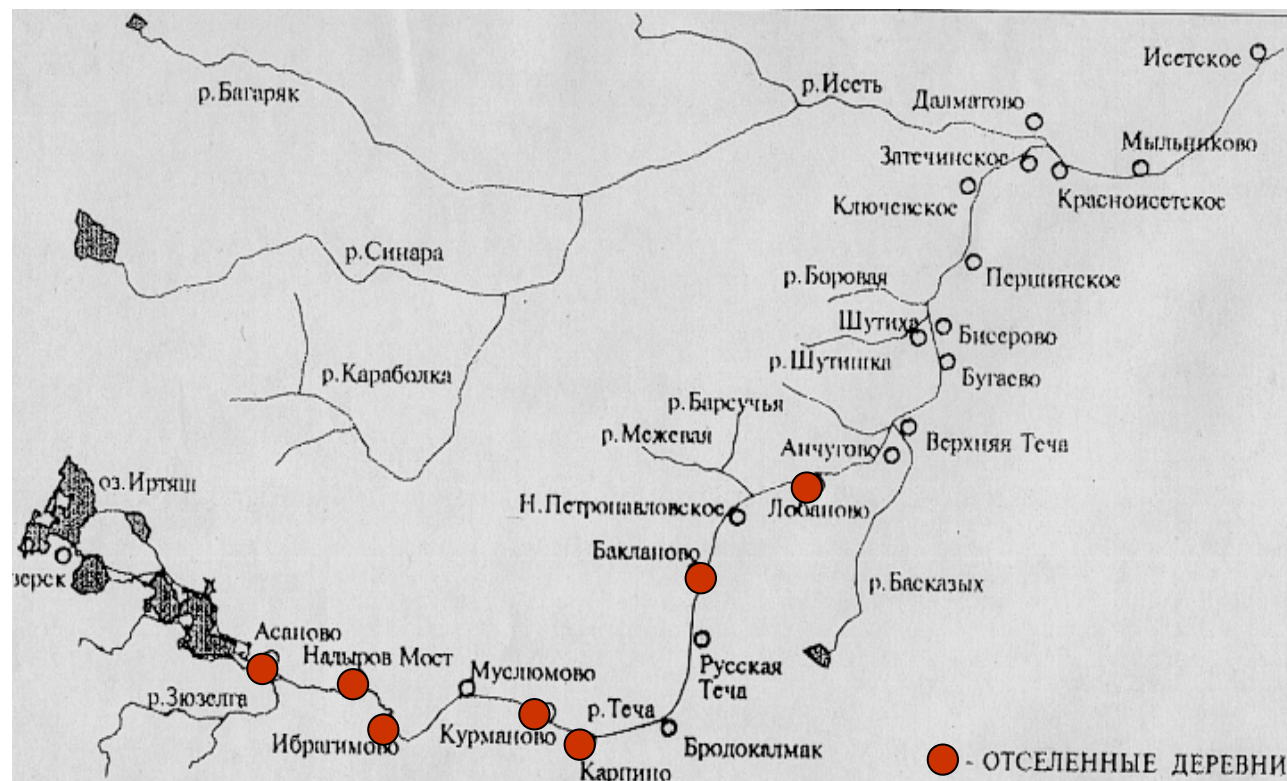 Исетское
р.Багаряк
р.Исеть
Далматово
Мыльниково
Затечинское
Красноисетское
Ключевское
р.Синара
Першинское
р.Боровая
Шутиха
Бисерово
р.Шутишка
Бугаево
р.Караболка
р.Барсучья
р.Межевая
Анчугово
Верхняя Теча
оз.Иртяш
Н.Петропавловское
Лобаново
Бакланово
зерск
р.Басказых
Асаново
Надыров Мост
Муслюмово
Русская
Теча
р.Зюзелга
р.Теча
Ибрагимово
Курманово
Бродокалмак
Карпино
- ОТСЕЛЕННЫЕ ДЕРЕВНИ